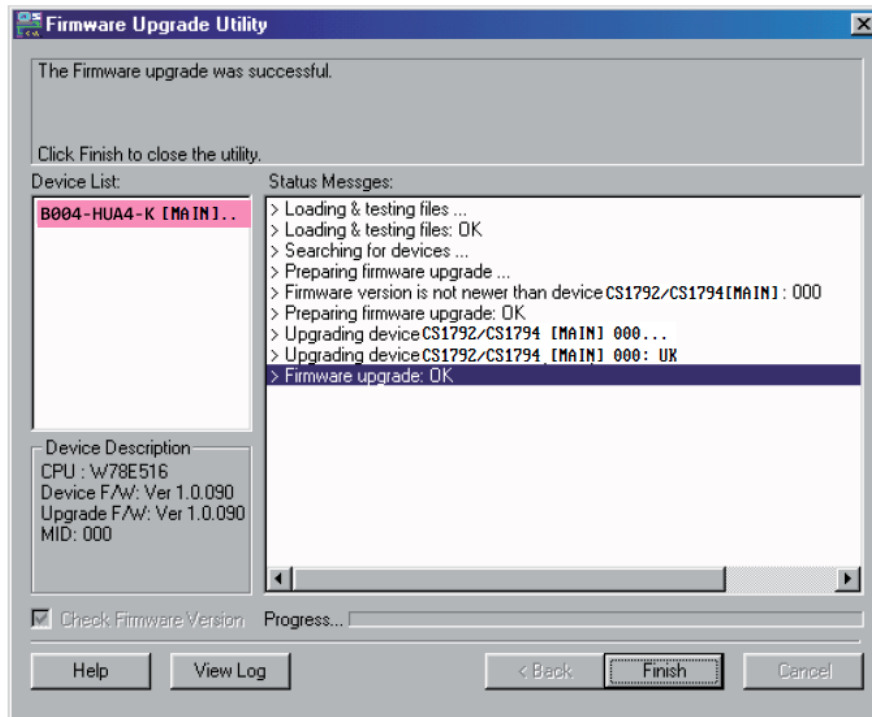 Firmware Upgrade Utility
The Firmware upgrade was successful.
Click Finish to close the utility.
Device List:
B004-HUA4-K [MAIN]..
Status Messges:
> Loading & testing files ...
> Loading & testing files: OK
> Searching for devices ...
> Preparing firmware upgrade ...
> Firmware version is not newer than device CS1792/CS1794[MAIN] : 000
> Preparing firmware upgrade: OK
> Upgrading device CS1792/CS1794 [MAIN] 000...
> Upgrading device CS1792/CS1794 [MAIN] 000: UK
> Firmware upgrade: OK
Device Description
CPU : W78E516
Device F/W: Ver 1.0.090
Upgrade F/W: Ver 1.0.090
MID: 000
Check Firmware Version
Progress...
Help
View Log
< Back
Finish
Cancel